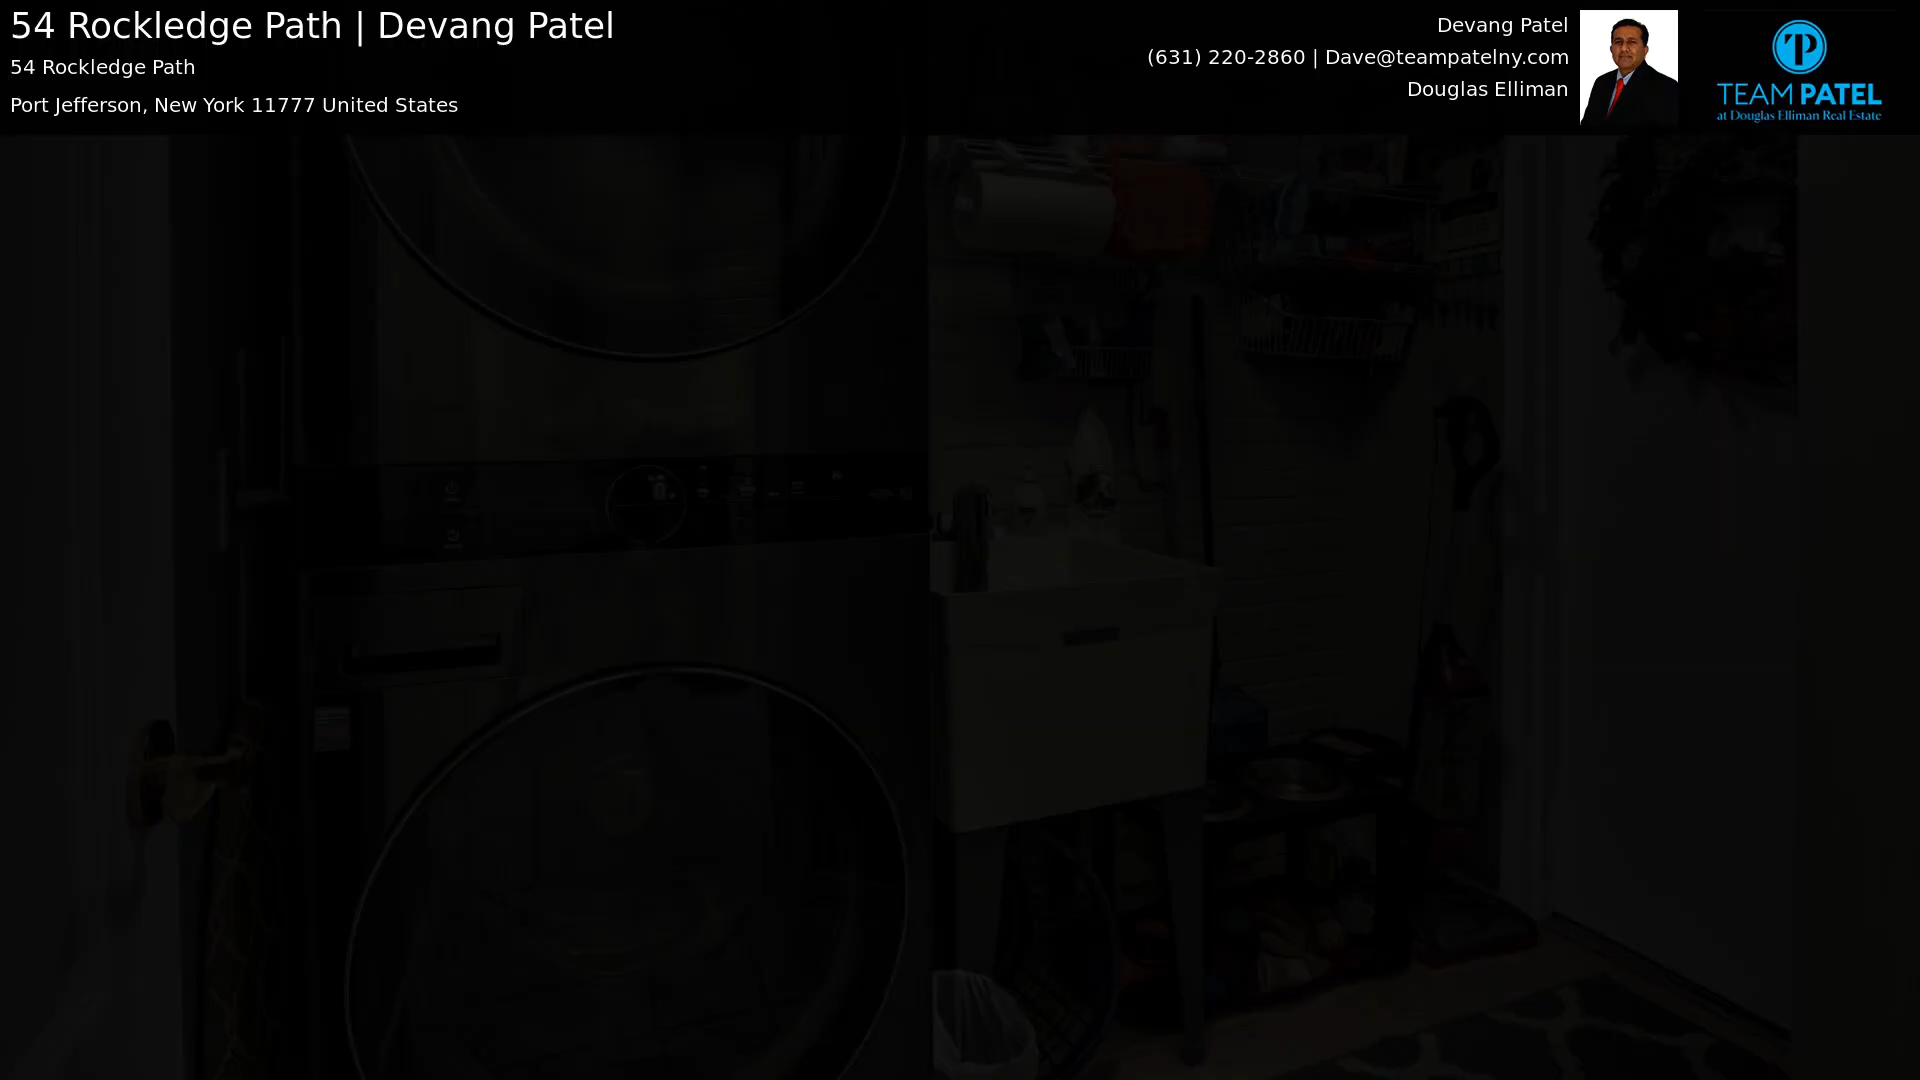 54 Rockledge Path | Devang Patel
54 Rockledge Path
Port Jefferson, New York 11777 United States
Devang Patel
(631) 220-2860 | Dave@teampatelny.com
Douglas Elliman
TP
TEAM PATEL
at Douglas Elliman Real Estate